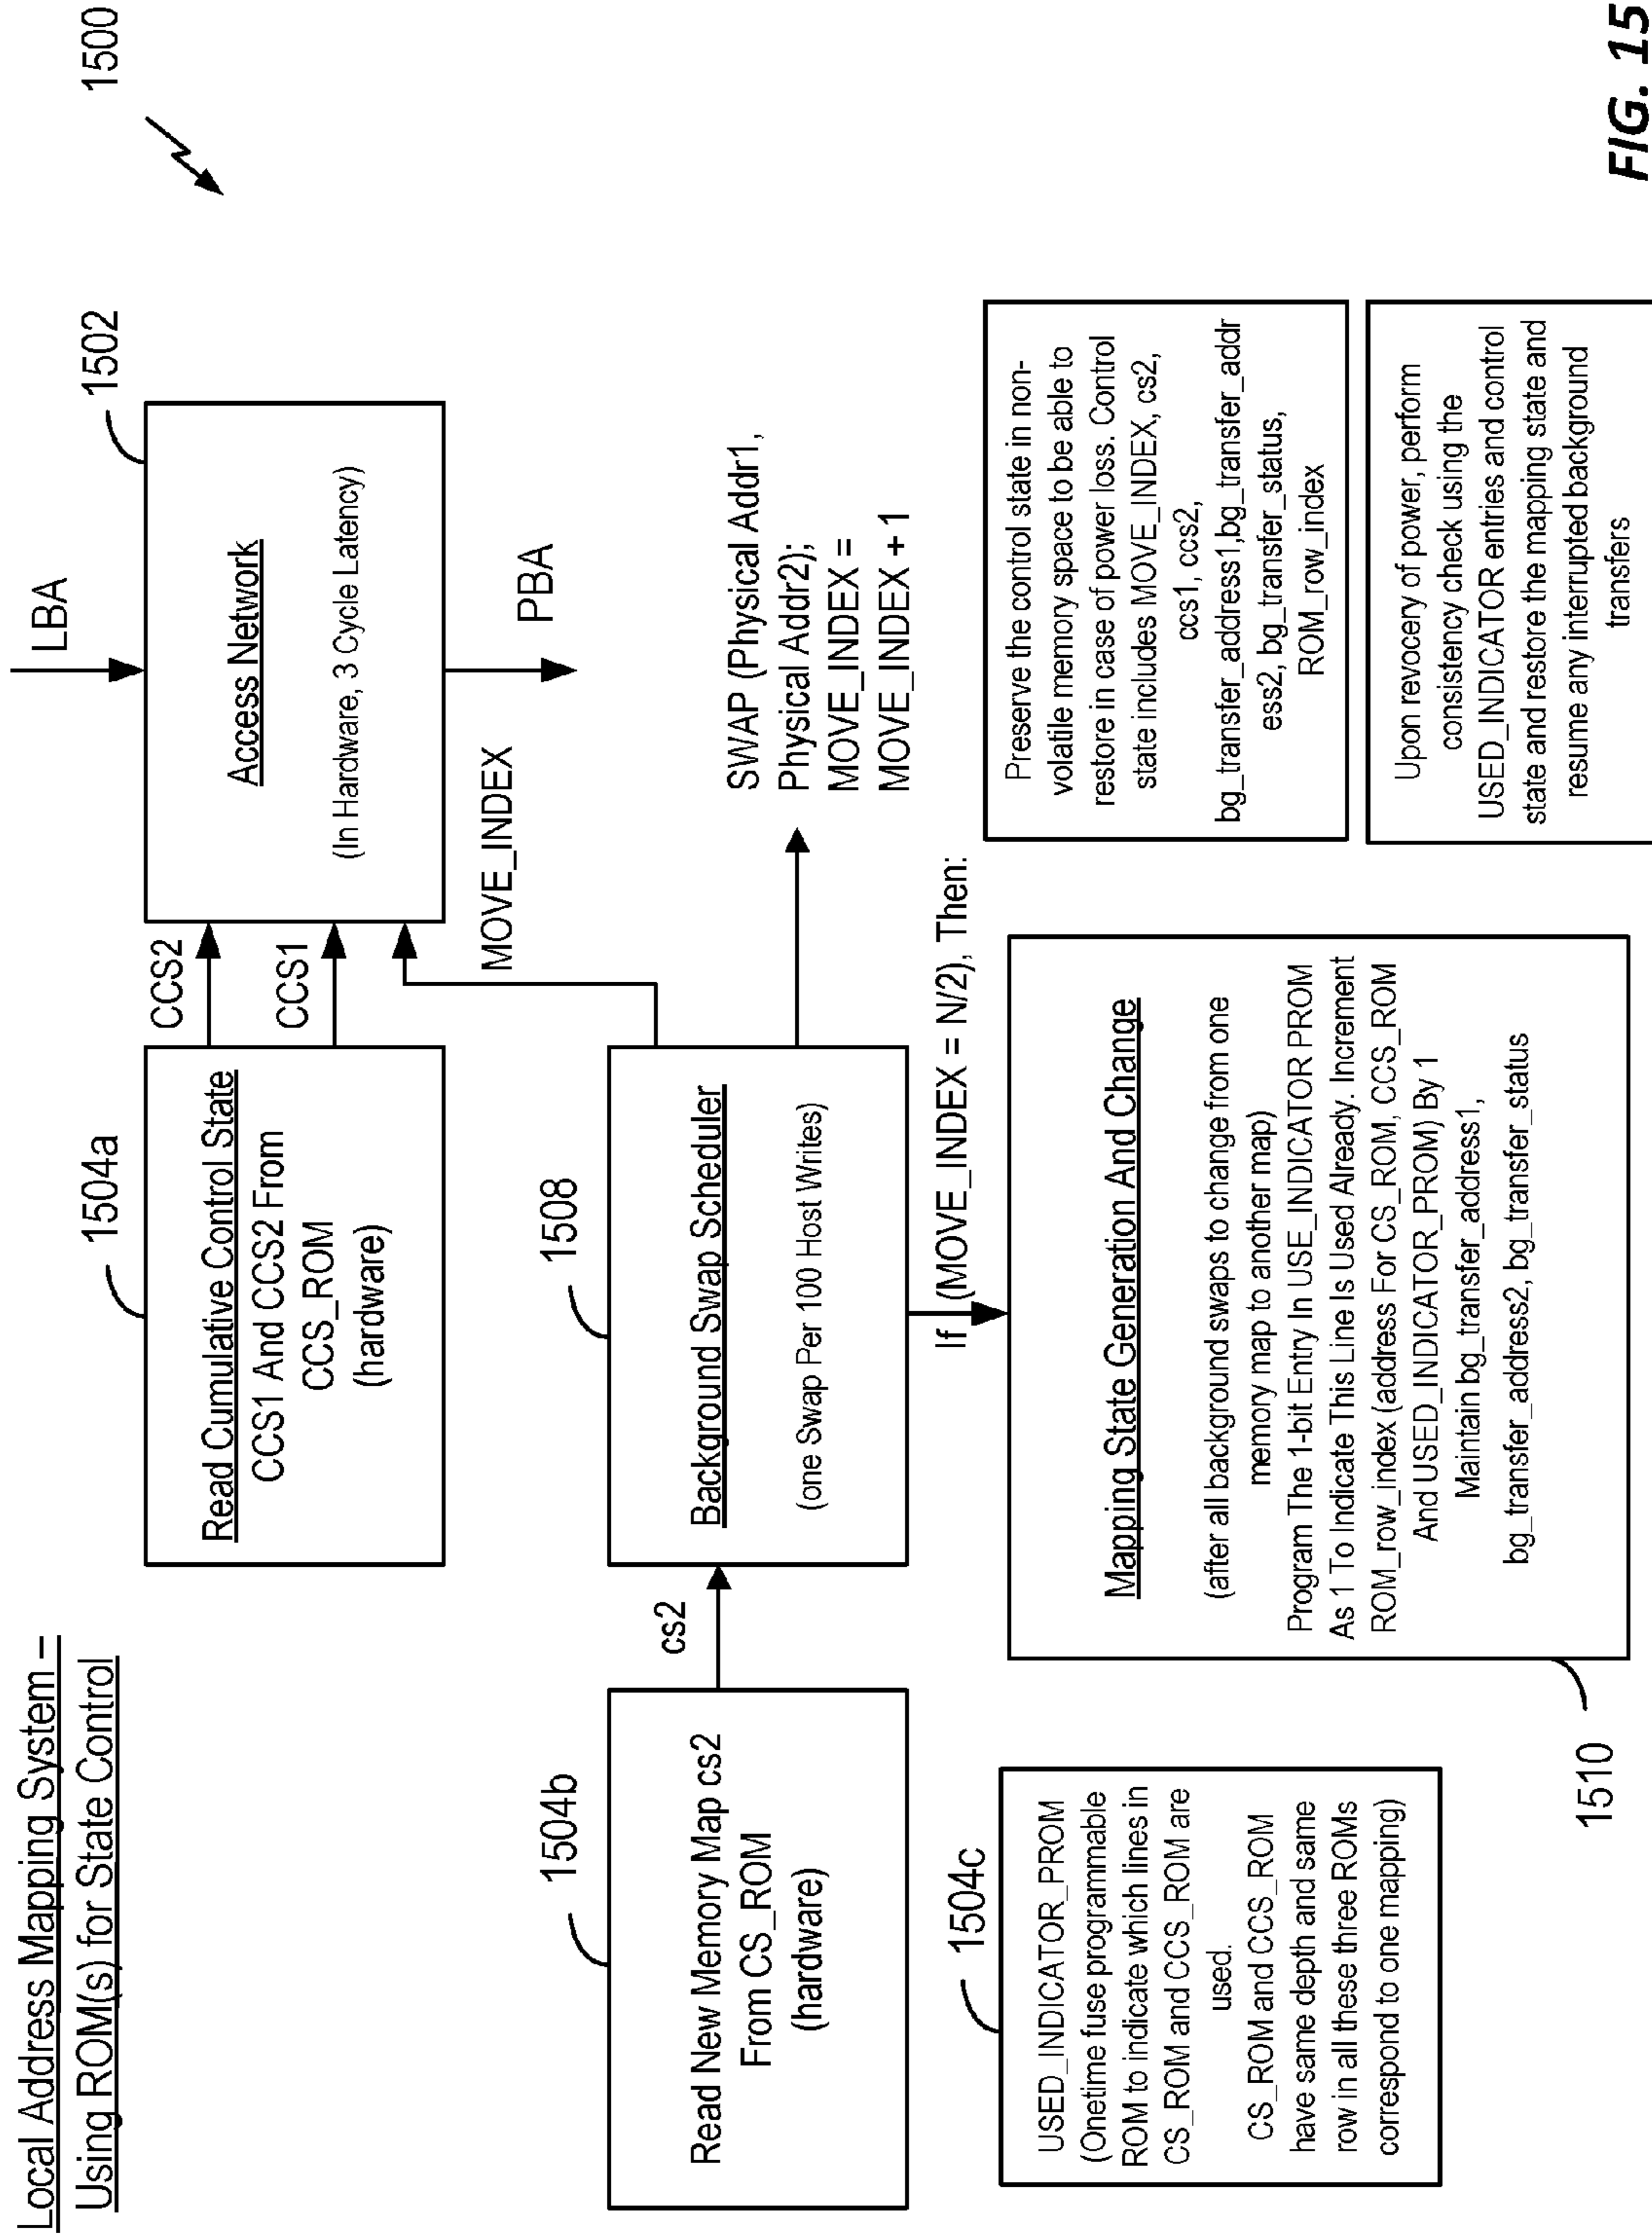 Local Address Mapping System –
Using ROM(s) for State Control
1500
1504a
Read Cumulative Control State
CCS1 And CCS2 From
CCS_ROM
(hardware)
CCS2
CCS1
LBA
1502
Access Network
(In Hardware, 3 Cycle Latency)
PBA
MOVE_INDEX
1504b
Read New Memory Map cs2
From CS_ROM
(hardware)
cs2
1508
Background Swap Scheduler
(one Swap Per 100 Host Writes)
SWAP (Physical Addr1,
Physical Addr2);
MOVE_INDEX =
MOVE_INDEX + 1
If (MOVE_INDEX = N/2), Then:
1504c
USED_INDICATOR_PROM
(Onetime fuse programmable
ROM to indicate which lines in
CS_ROM and CCS_ROM are
used.
CS_ROM and CCS_ROM
have same depth and same
row in all these three ROMs
correspond to one mapping)
1510
Mapping State Generation And Change
(after all background swaps to change from one
memory map to another map)
Program The 1-bit Entry In USE_INDICATOR PROM
As 1 To Indicate This Line Is Used Already. Increment
ROM_row_index (address For CS_ROM, CCS_ROM
And USED_INDICATOR_PROM) By 1
Maintain bg_transfer_address1,
bg_transfer_address2, bg_transfer_status
Preserve the control state in non-
volatile memory space to be able to
restore in case of power loss. Control
state includes MOVE_INDEX, cs2,
ccs1, ccs2,
bg_transfer_address1,bg_transfer_addr
ess2, bg_transfer_status,
ROM_row_index
Upon revocery of power, perform
consistency check using the
USED_INDICATOR entries and control
state and restore the mapping state and
resume any interrupted background
transfers
FIG. 15